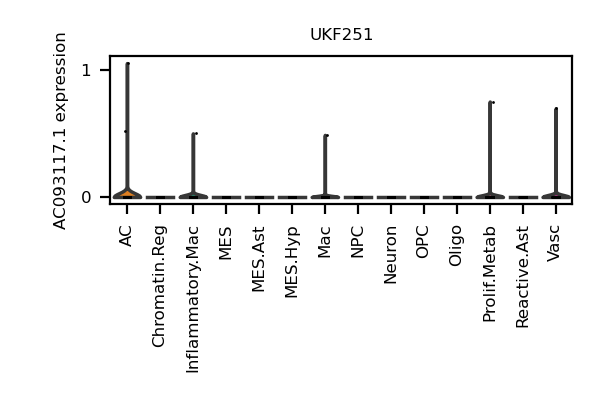 UKF251
AC093117.1 expression
1
0
AC
Chromatin.Reg
Inflammatory.Mac
MES
MES.Ast
MES.Hyp
Mac
NPC
Neuron
OPC
Oligo
Prolif.Metab
Reactive.Ast
Vasc